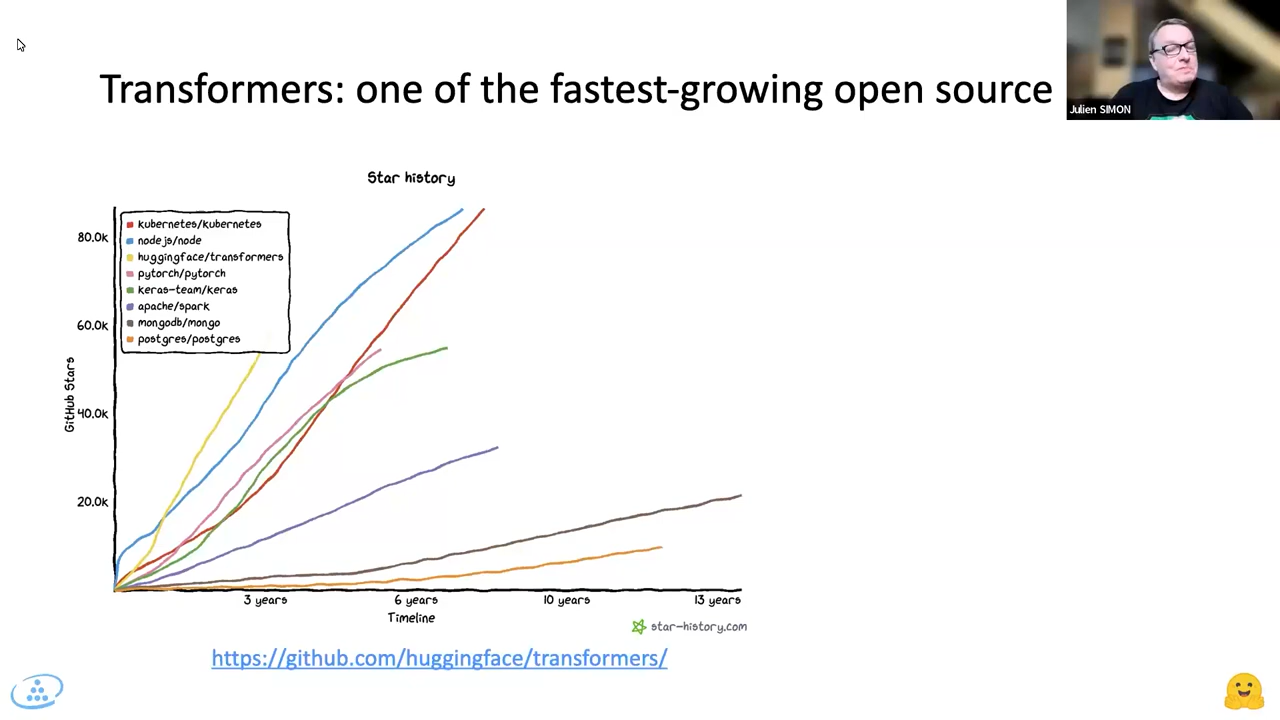 Transformers: one of the fastest-growing open source
Julien SIMON
Star history
kubernetes/kubernetes
nodejs/node
huggingface/transformers
pytorch/pytorch
keras-team/keras
apache/spark
mongodb/mongo
postgres/postgres
80.0k
60.0k
40.0k
20.0k
GitHub Stars
3 years
6 years
10 years
13 years
Timeline
star-history.com
https://github.com/huggingface/transformers/